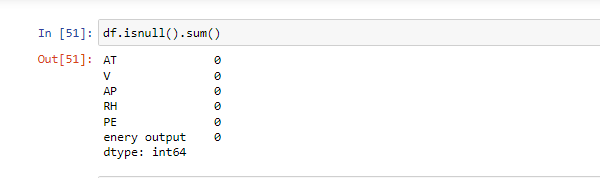 In [51]: df.isnull().sum()
Out[51]: AT 0
V 0
AP 0
RH 0
PE 0
enery output 0
dtype: int64